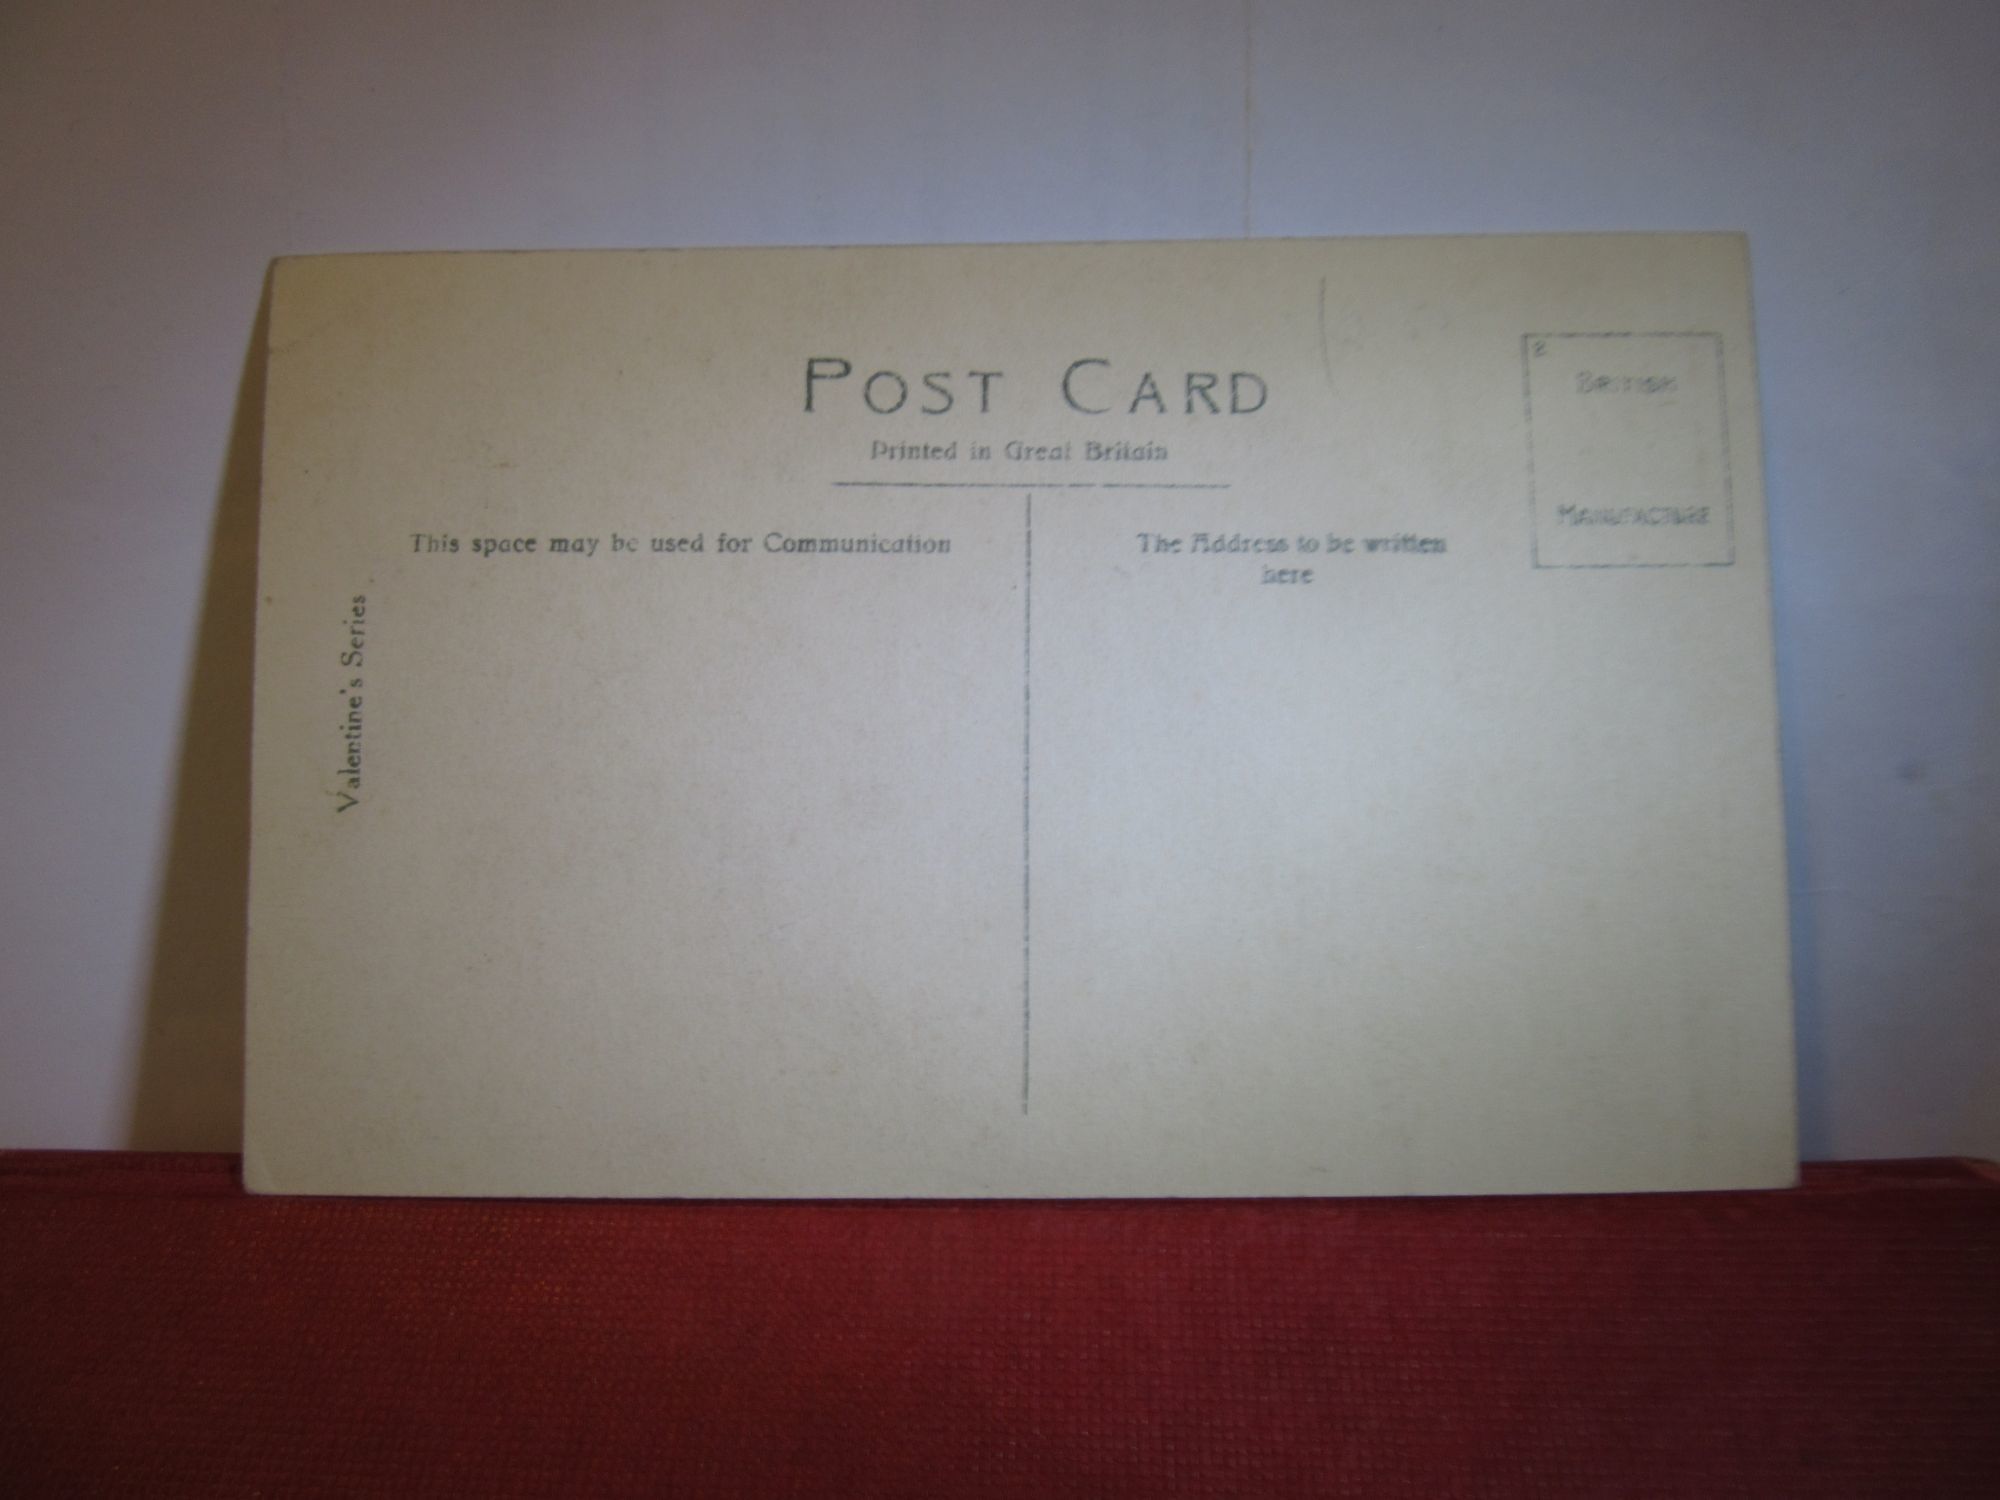 POST CARD
Printed in Great Britain
This space may be used for Communication
The Address to be written
here
BRITISH
MANUFACTURE
Valentine's Series